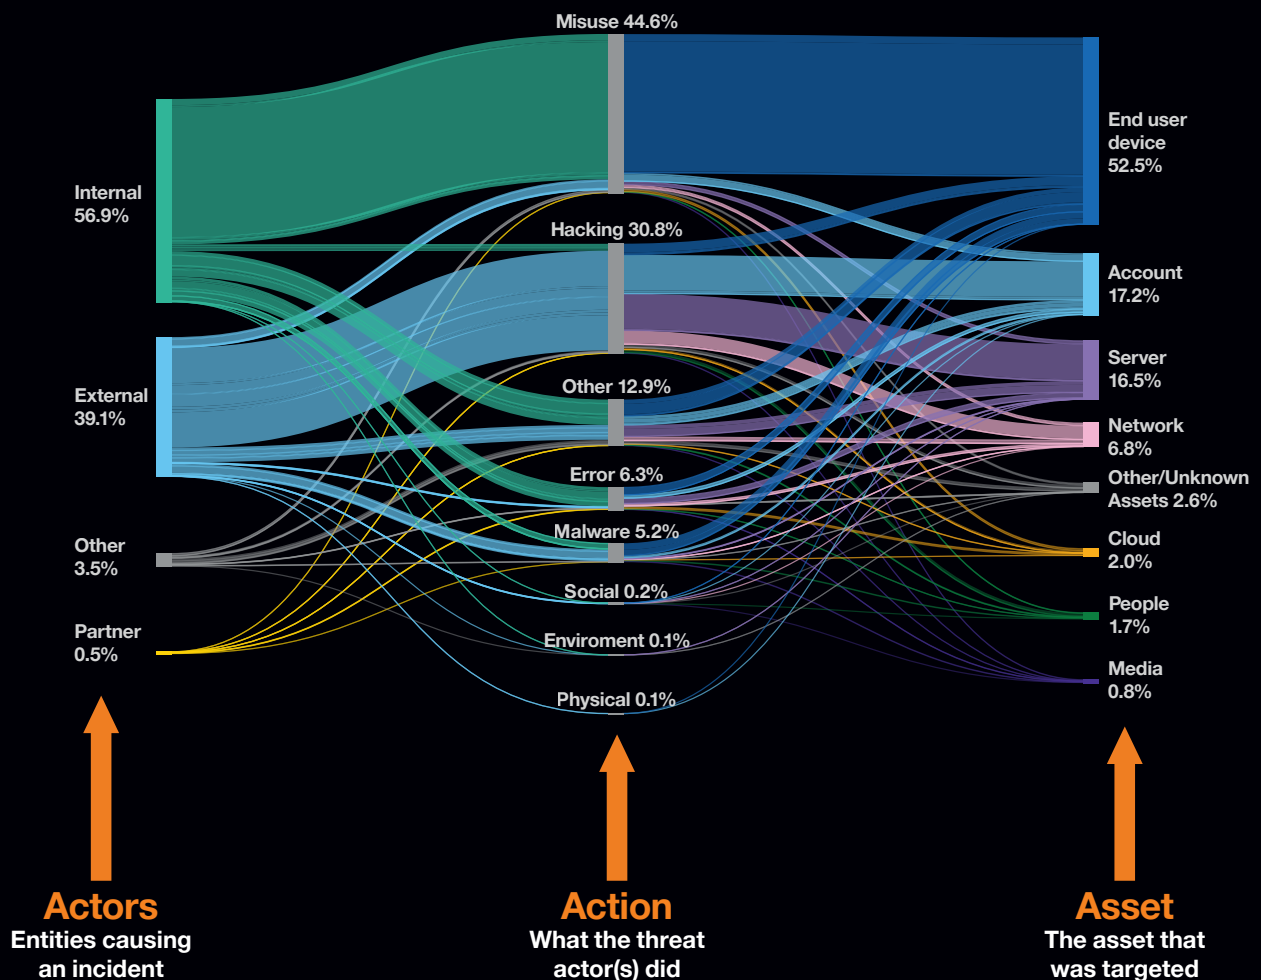 Misuse 44.6%
Hacking 30.8%
Other 12.9%
Error 6.3%
Malware 5.2%
Social 0.2%
Enviroment 0.1%
Physical 0.1%
Internal
56.9%
External
39.1%
Other
3.5%
Partner
0.5%
End user
device
52.5%
Account
17.2%
Server
16.5%
Network
6.8%
Other/Unknown
Assets 2.6%
Cloud
2.0%
People
1.7%
Media
0.8%
Actors
Entities causing
an incident
Action
What the threat
actor(s) did
Asset
The asset that
was targeted